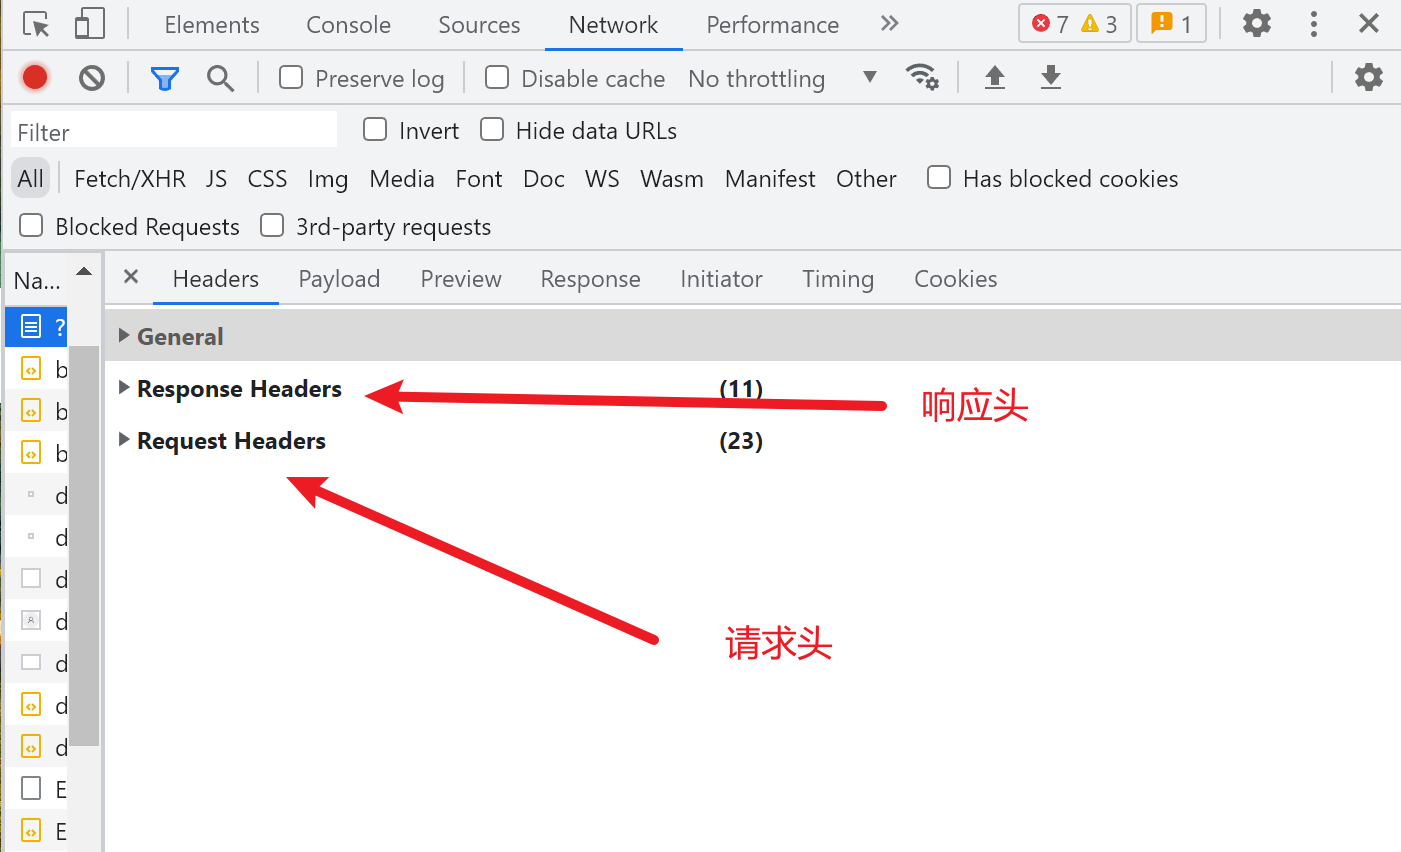 Elements Console Sources Network Performance 7 3 1
Preserve log Disable cache No throttling
Filter Invert Hide data URLs
All Fetch/XHR JS CSS Img Media Font Doc WS Wasm Manifest Other Has blocked cookies
Blocked Requests 3rd-party requests
Na... Headers Payload Preview Response Initiator Timing Cookies
? General
b Response Headers (11) 响应头
b Request Headers (23)
b
d
d
d
d 请求头
d
d
d
E
E